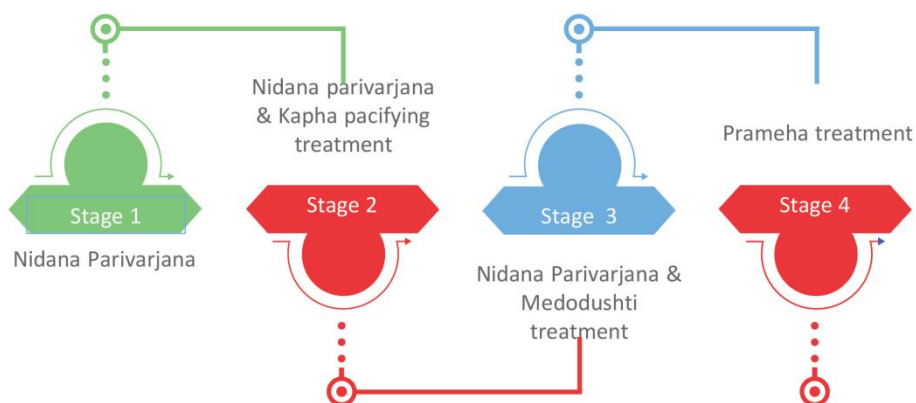 Stage 1
Nidana Parivarjana
Nidana parivarjana
& Kapha pacifying
treatment
Stage 2
Stage 3
Nidana Parivarjana &
Medodushti
treatment
Prameha treatment
Stage 4